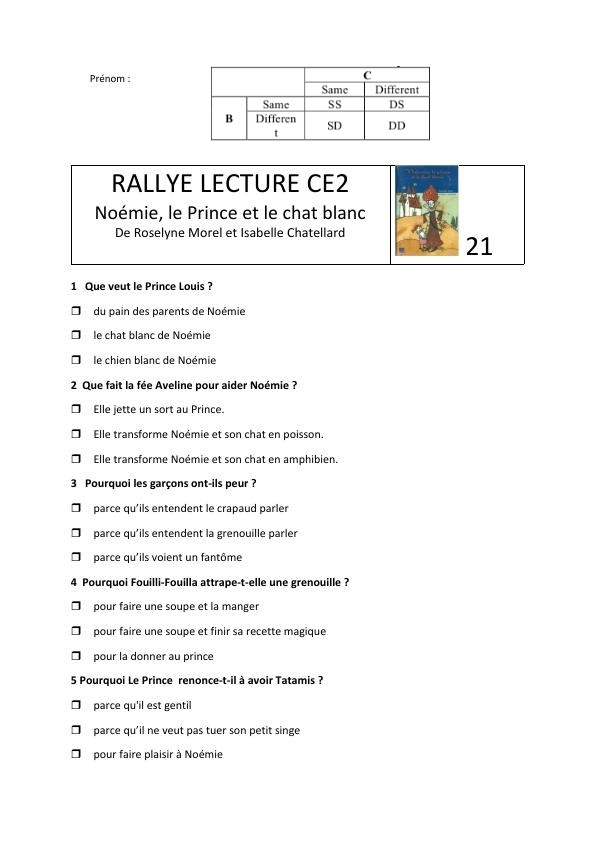 Prénom :
C
Same Different
B Same SS DS
Differen
t SD DD
RALLYE LECTURE CE2
Noémie, le Prince et le chat blanc
De Roselyne Morel et Isabelle Chatellard
21
1 Que veut le Prince Louis ?
du pain des parents de Noémie
le chat blanc de Noémie
le chien blanc de Noémie
2 Que fait la fée Aveline pour aider Noémie ?
Elle jette un sort au Prince.
Elle transforme Noémie et son chat en poisson.
Elle transforme Noémie et son chat en amphibien.
3 Pourquoi les garçons ont-ils peur ?
parce qu’ils entendent le crapaud parler
parce qu’ils entendent la grenouille parler
parce qu’ils voient un fantôme
4 Pourquoi Fouilli-Fouilla attrape-t-elle une grenouille ?
pour faire une soupe et la manger
pour faire une soupe et finir sa recette magique
pour la donner au prince
5 Pourquoi Le Prince renonce-t-il à avoir Tatamis ?
parce qu'il est gentil
parce qu’il ne veut pas tuer son petit singe
pour faire plaisir à Noémie